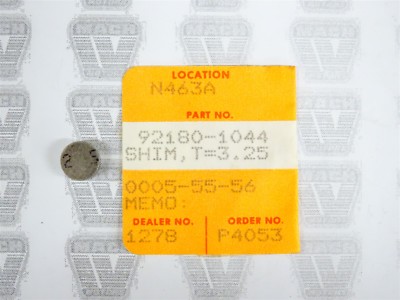 LOCATION
N463A
PART NO.
92180-1044
SHIM,T=3.25
0005-55-56
MEMO:
DEALER NO. ORDER NO.
1278 P4053